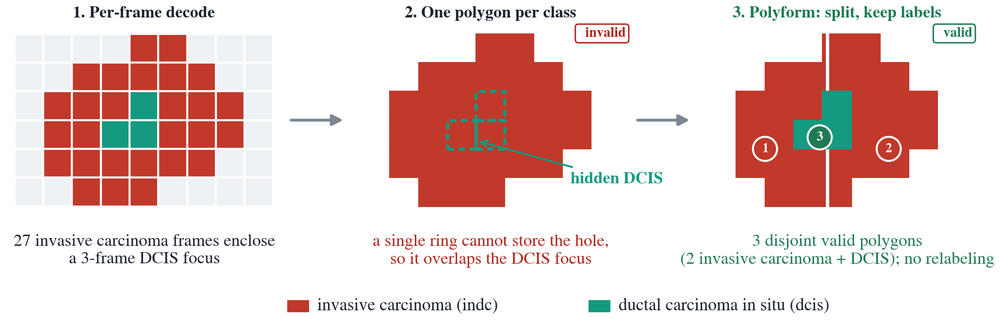 1. Per-frame decode
2. One polygon per class
3. Polyform: split, keep labels
invalid
valid
hidden DCIS
1
2
3
27 invasive carcinoma frames enclose
a 3-frame DCIS focus
a single ring cannot store the hole,
so it overlaps the DCIS focus
3 disjoint valid polygons
(2 invasive carcinoma + DCIS); no relabeling
invasive carcinoma (indc)
ductal carcinoma in situ (dcis)